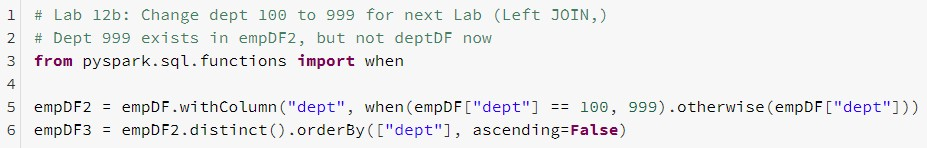 1 # Lab 12b: Change dept 100 to 999 for next Lab (Left JOIN,)
2 # Dept 999 exists in empDF2, but not deptDF now
3 from pyspark.sql.functions import when
4
5 empDF2 = empDF.withColumn("dept", when(empDF["dept"] == 100, 999).otherwise(empDF["dept"]))
6 empDF3 = empDF2.distinct().orderBy(["dept"], ascending=False)